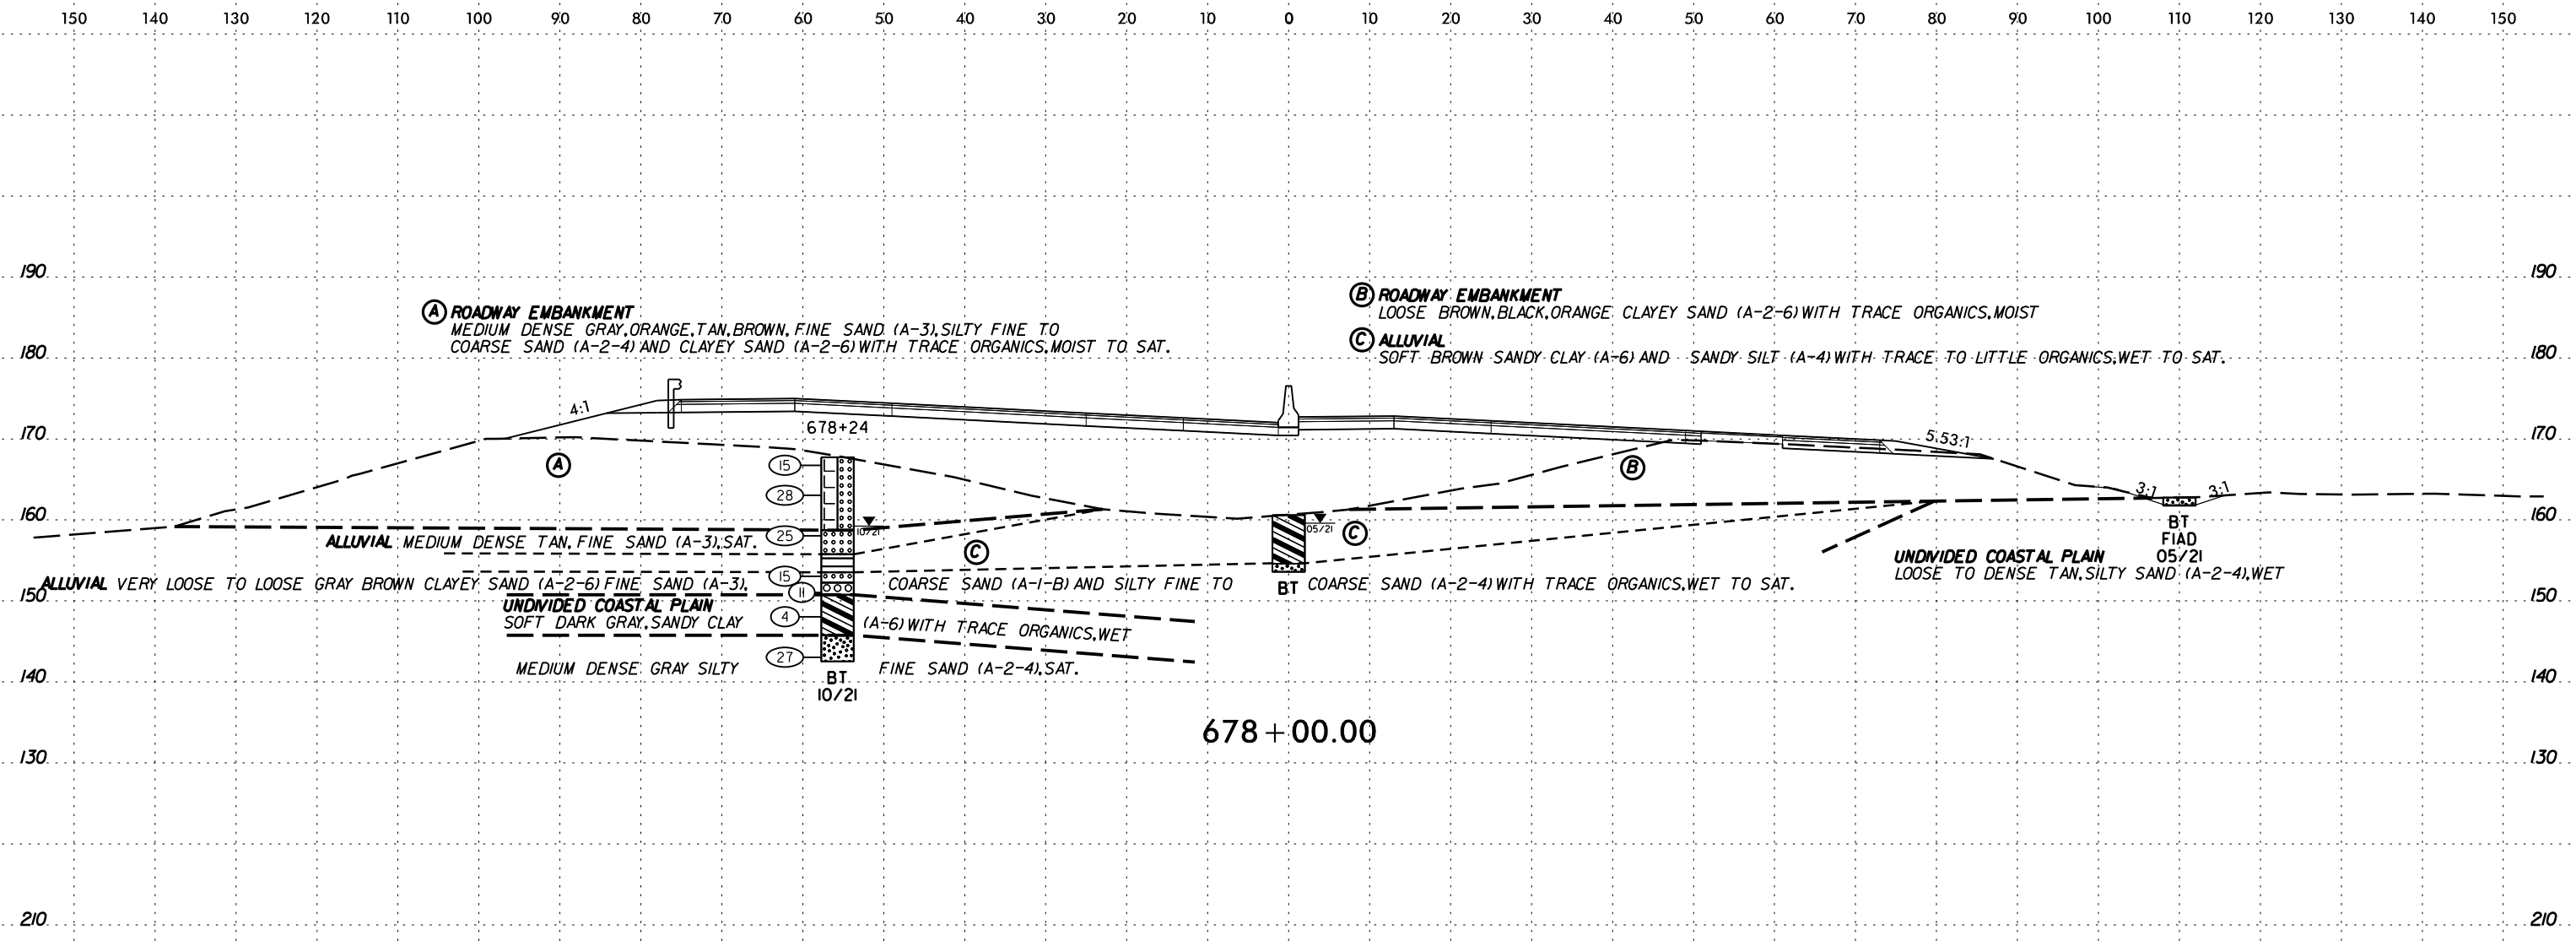 150 140 130 120 110 100 90 80 70 60 50 40 30 20 10 0 10 20 30 40 50 60 70 80 90 100 110 120 130 140 150
190 190
A ROADWAY EMBANKMENT
MEDIUM DENSE GRAY,ORANGE,TAN,BROWN, FINE SAND (A-3),SILTY FINE TO
COARSE SAND (A-2-4) AND CLAYEY SAND (A-2-6) WITH TRACE ORGANICS,MOIST TO SAT.
B ROADWAY EMBANKMENT
LOOSE BROWN,BLACK,ORANGE CLAYEY SAND (A-2-6) WITH TRACE ORGANICS,MOIST
C ALLUVIAL
SOFT BROWN SANDY CLAY (A-6) AND SANDY SILT (A-4) WITH TRACE TO LITTLE ORGANICS,WET TO SAT.
180 180
4:1
678+24
170 170
5.53:1
A
B
15
28
3:1 3:1
160 160
25
10/21
05/21
C
C
ALLUVIAL MEDIUM DENSE TAN, FINE SAND (A-3),SAT.
BT
FIAD
05/21
UNDIVIDED COASTAL PLAIN
LOOSE TO DENSE TAN,SILTY SAND (A-2-4),WET
15
ALLUVIAL VERY LOOSE TO LOOSE GRAY BROWN CLAYEY SAND (A-2-6) FINE SAND (A-3), COARSE SAND (A-1-B) AND SILTY FINE TO COARSE SAND (A-2-4) WITH TRACE ORGANICS,WET TO SAT.
BT
11
150 150
UNDIVIDED COASTAL PLAIN
4
SOFT DARK GRAY,SANDY CLAY (A-6) WITH TRACE ORGANICS,WET
27
MEDIUM DENSE GRAY SILTY FINE SAND (A-2-4),SAT.
140 140
BT
10/21
678+00.00
130 130
210 210